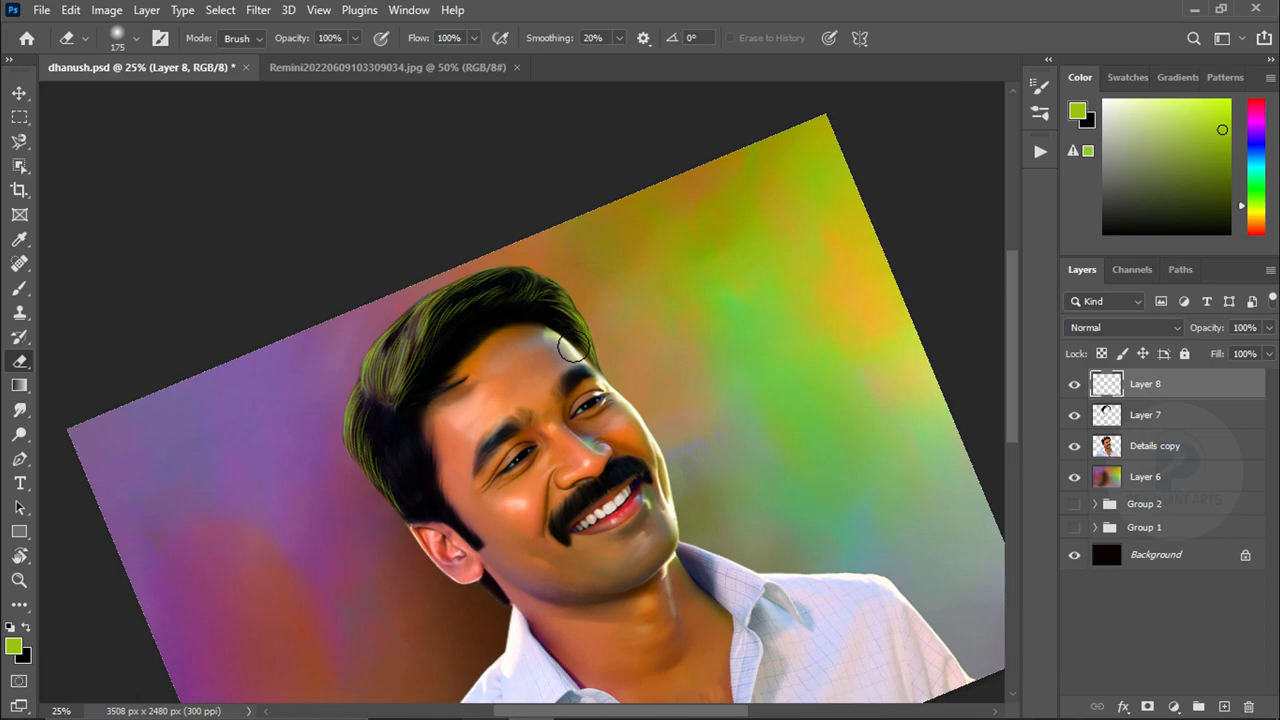 Ps File Edit Image Layer Type Select Filter 3D View Plugins Window Help
175 Mode: Brush Opacity: 100% Flow: 100% Smoothing: 20% 0° Erase to History
dhanush.psd @ 25% (Layer 8, RGB/8) * × Remini20220609103309034.jpg @ 50% (RGB/8#) ×
Color Swatches Gradients Patterns
Layers Channels Paths
Kind
Normal Opacity: 100%
Lock: Fill: 100%
Layer 8
Layer 7
Details copy
Layer 6
Group 2
Group 1
Background
25% 3508 px x 2480 px (300 ppi)